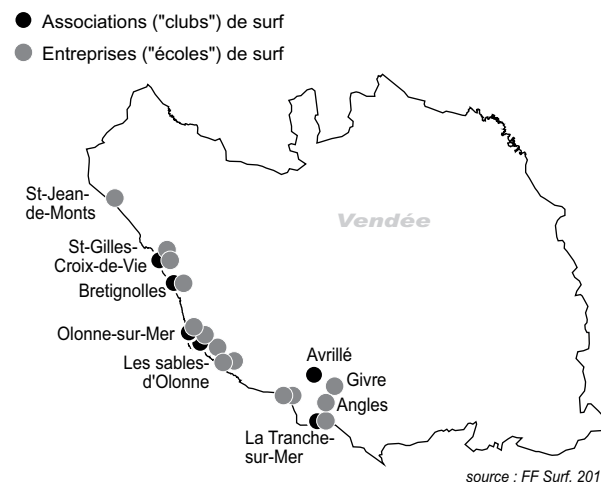 Associations ("clubs") de surf
Entreprises ("écoles") de surf
St-Jean-
de-Monts
Vendée
St-Gilles-
Croix-de-Vie
Bretignolles
Olonne-sur-Mer
Les sables-
d'Olonne
Avrillé
Givre
Angles
La Tranche-
sur-Mer
source : FF Surf, 201